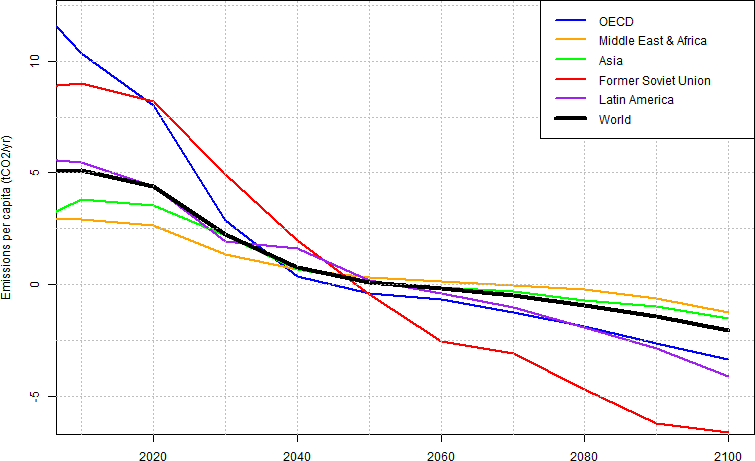 OECD
Middle East & Africa
Asia
Former Soviet Union
Latin America
World
Emissions per capita (tCO2/yr)
10
5
0
-5
2020 2040 2060 2080 2100